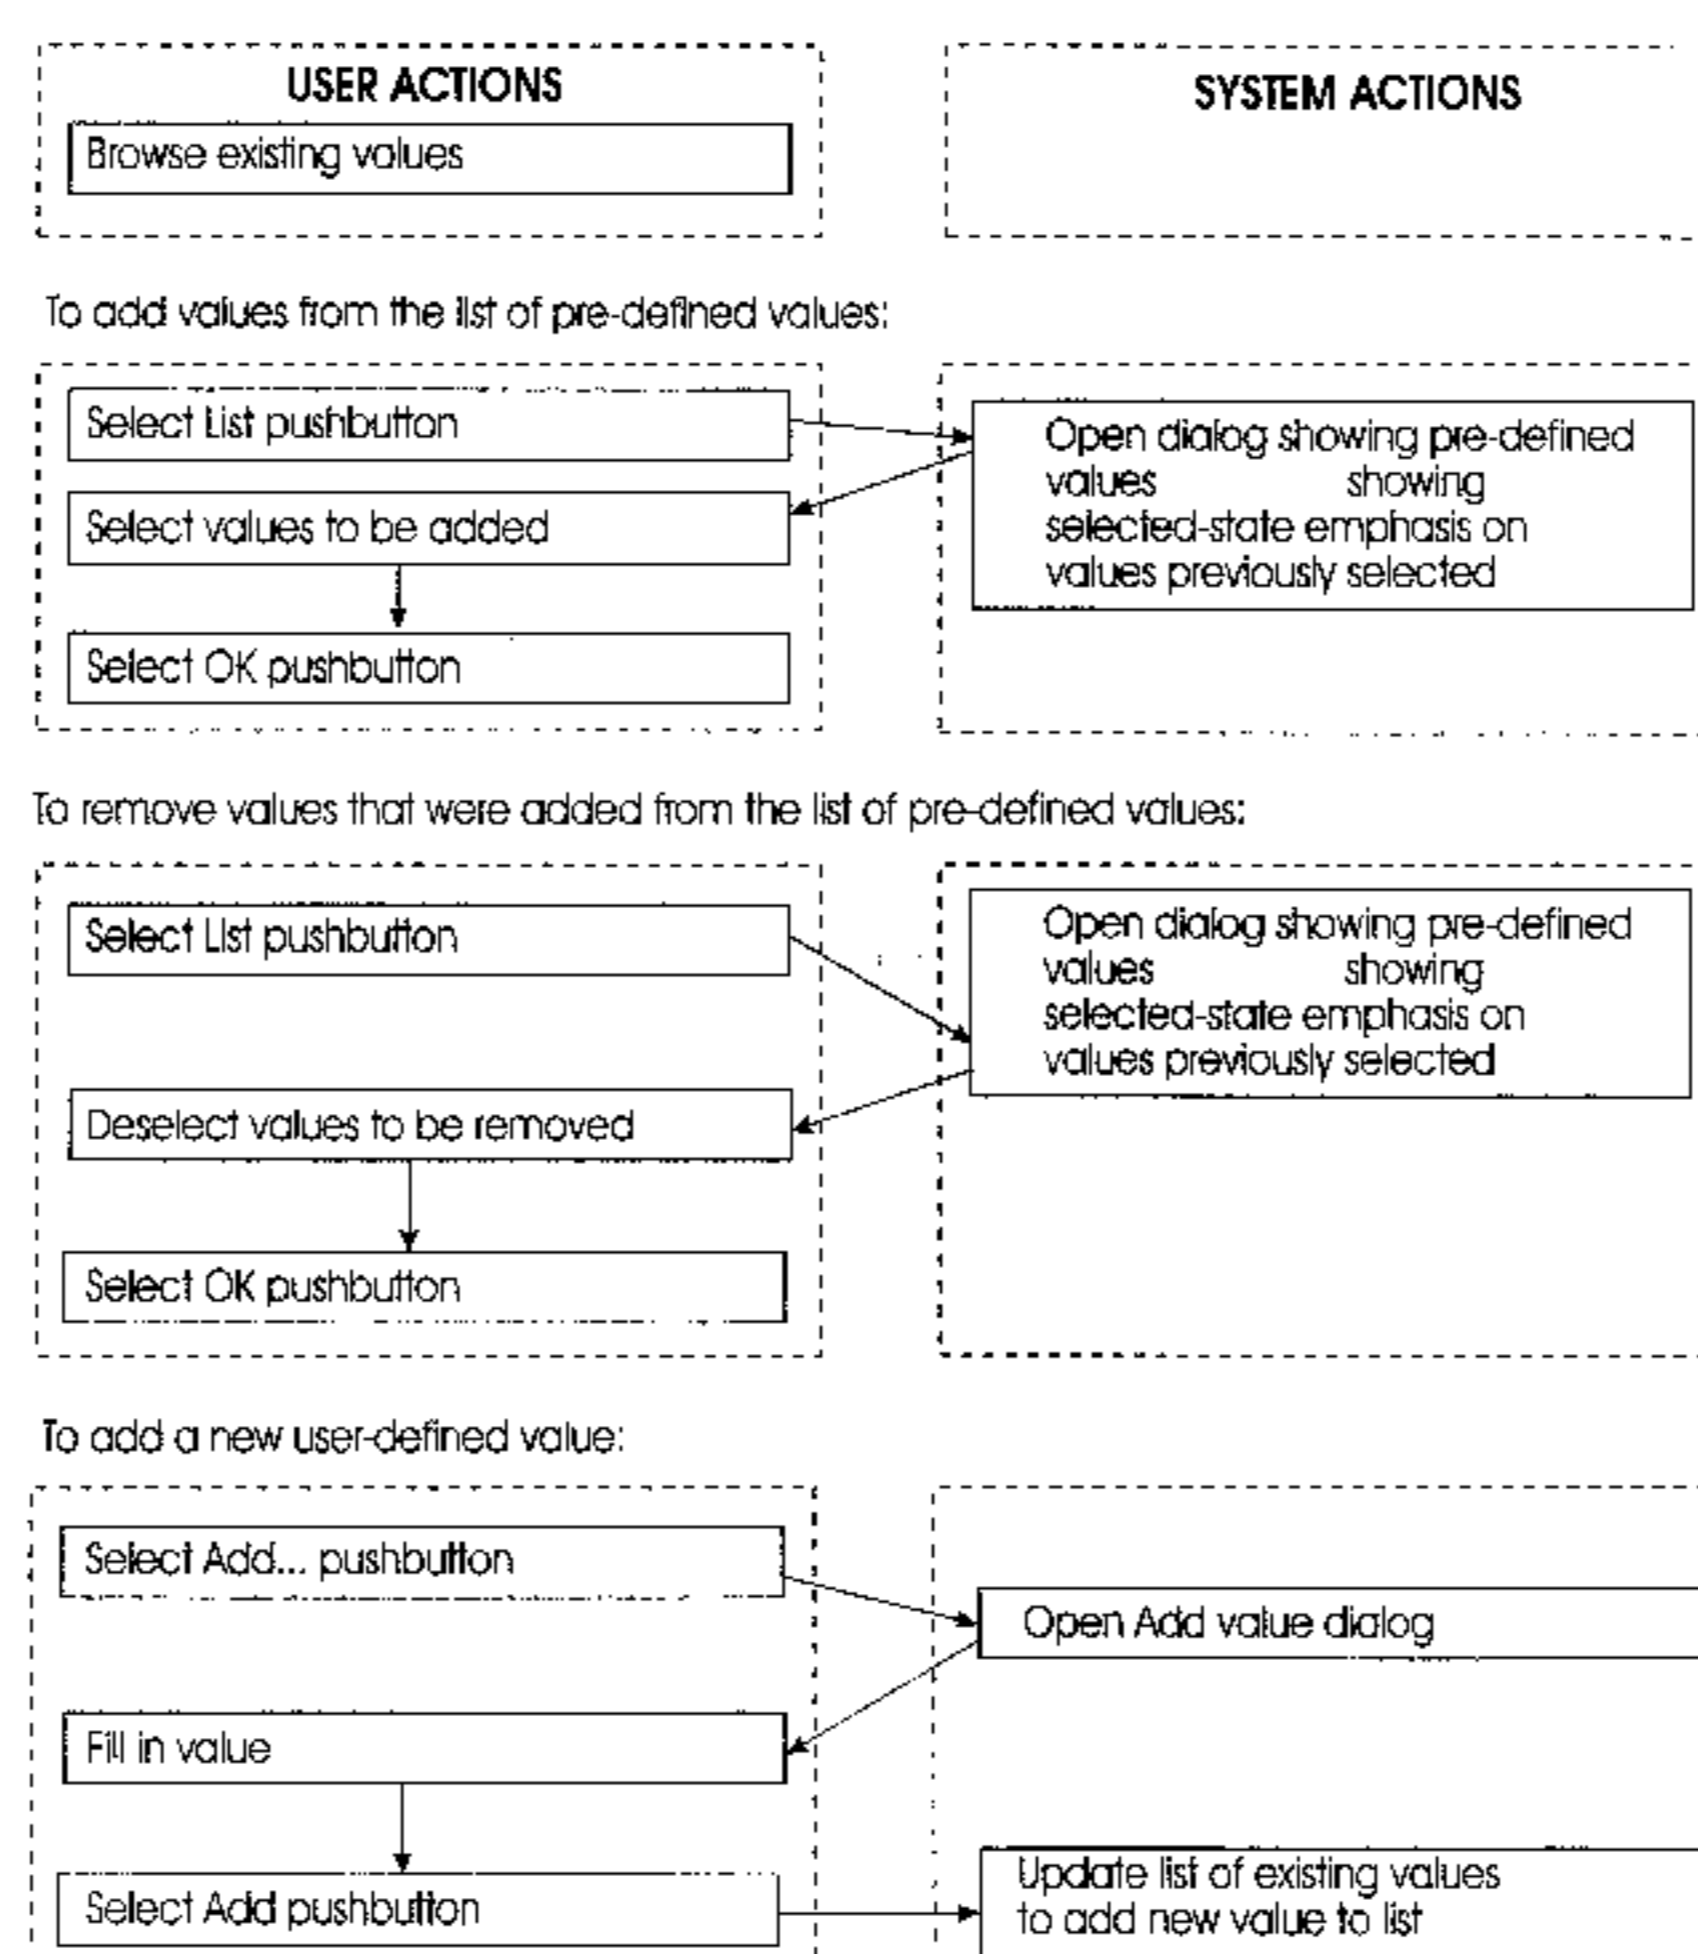 USER ACTIONS
SYSTEM ACTIONS
Browse existing values
To add values from the list of pre-defined values:
Select List pushbutton
Open dialog showing pre-defined
values showing
selected-state emphasis on
values previously selected
Select values to be added
Select OK pushbutton
To remove values that were added from the list of pre-defined values:
Select List pushbutton
Open dialog showing pre-defined
values showing
selected-state emphasis on
values previously selected
Deselect values to be removed
Select OK pushbutton
To add a new user-defined value:
Select Add... pushbutton
Open Add value dialog
Fill in value
Select Add pushbutton
Update list of existing values
to add new value to list